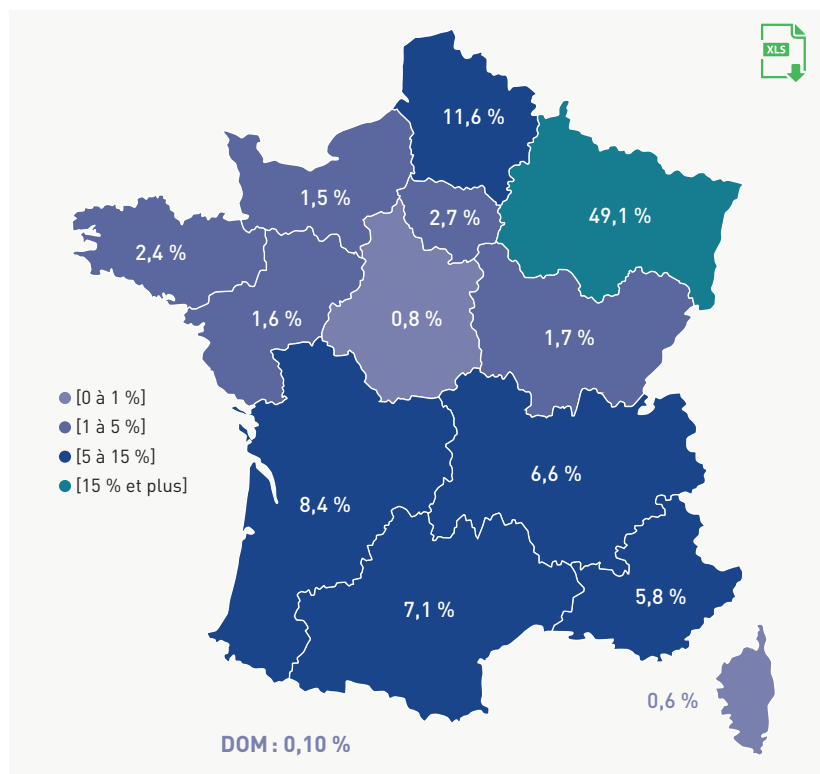 XLS
11,6 %
1,5 %
2,7 %
49,1 %
2,4 %
1,6 %
0,8 %
1,7 %
[0 à 1 %]
[1 à 5 %]
[5 à 15 %]
[15 % et plus]
6,6 %
8,4 %
7,1 %
5,8 %
0,6 %
DOM : 0,10 %